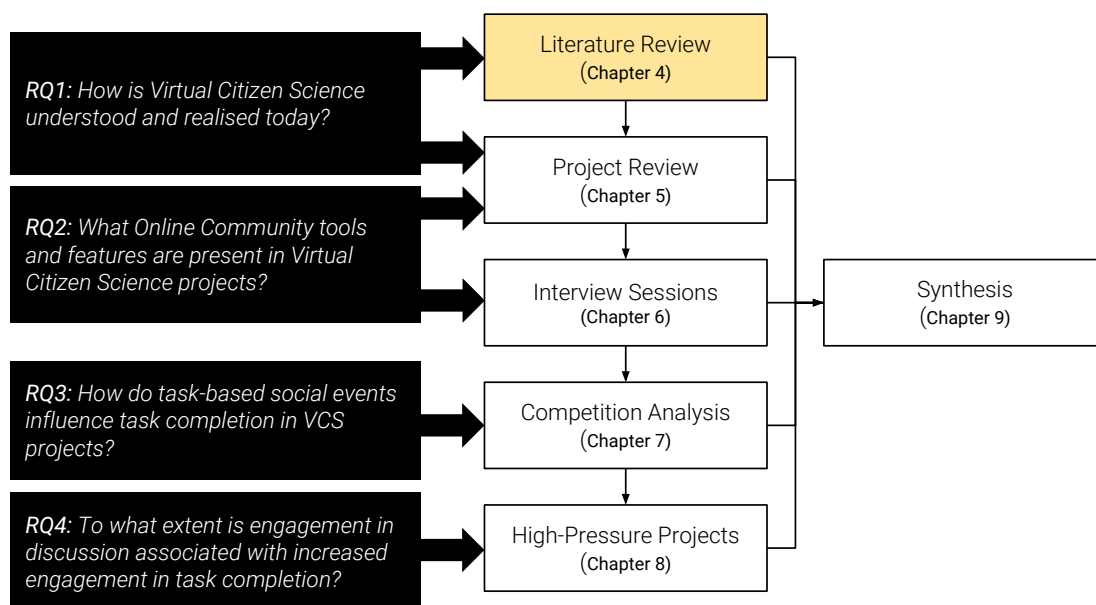 RQ1: How is Virtual Citizen Science
understood and realised today?
RQ2: What Online Community tools
and features are present in Virtual
Citizen Science projects?
RQ3: How do task-based social events
influence task completion in VCS
projects?
RQ4: To what extent is engagement in
discussion associated with increased
engagement in task completion?
Literature Review
(Chapter 4)
Project Review
(Chapter 5)
Interview Sessions
(Chapter 6)
Competition Analysis
(Chapter 7)
High-Pressure Projects
(Chapter 8)
Synthesis
(Chapter 9)